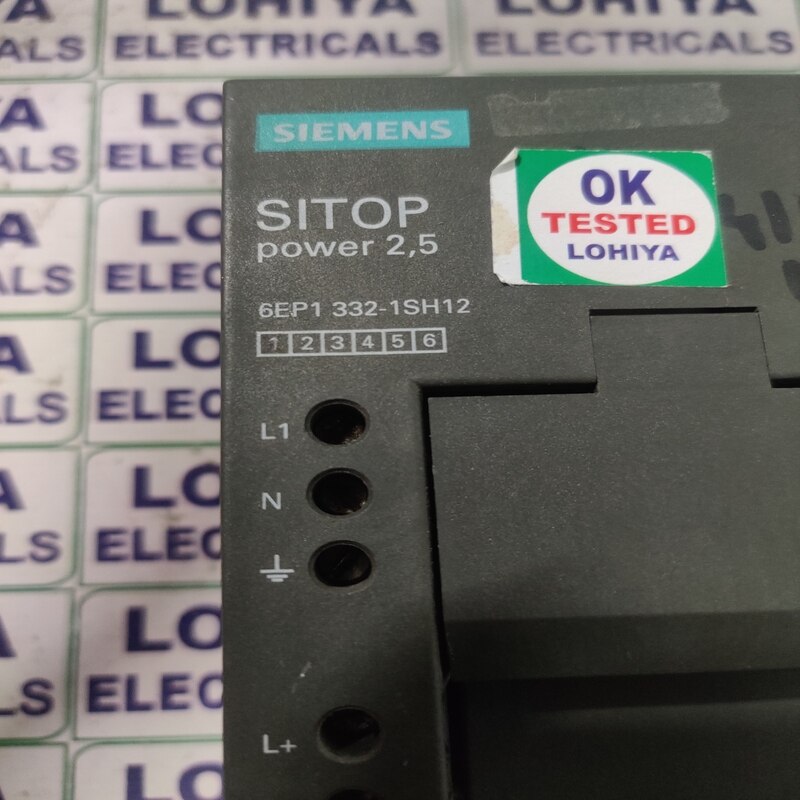 SIEMENS
SITOP
power 2,5
6EP1 332-1SH12
1 2 3 4 5 6
L1
N
L+
OK
TESTED
LOHIYA
LOHIYA
ELECTRICALS
LOHIYA
ELECTRICALS